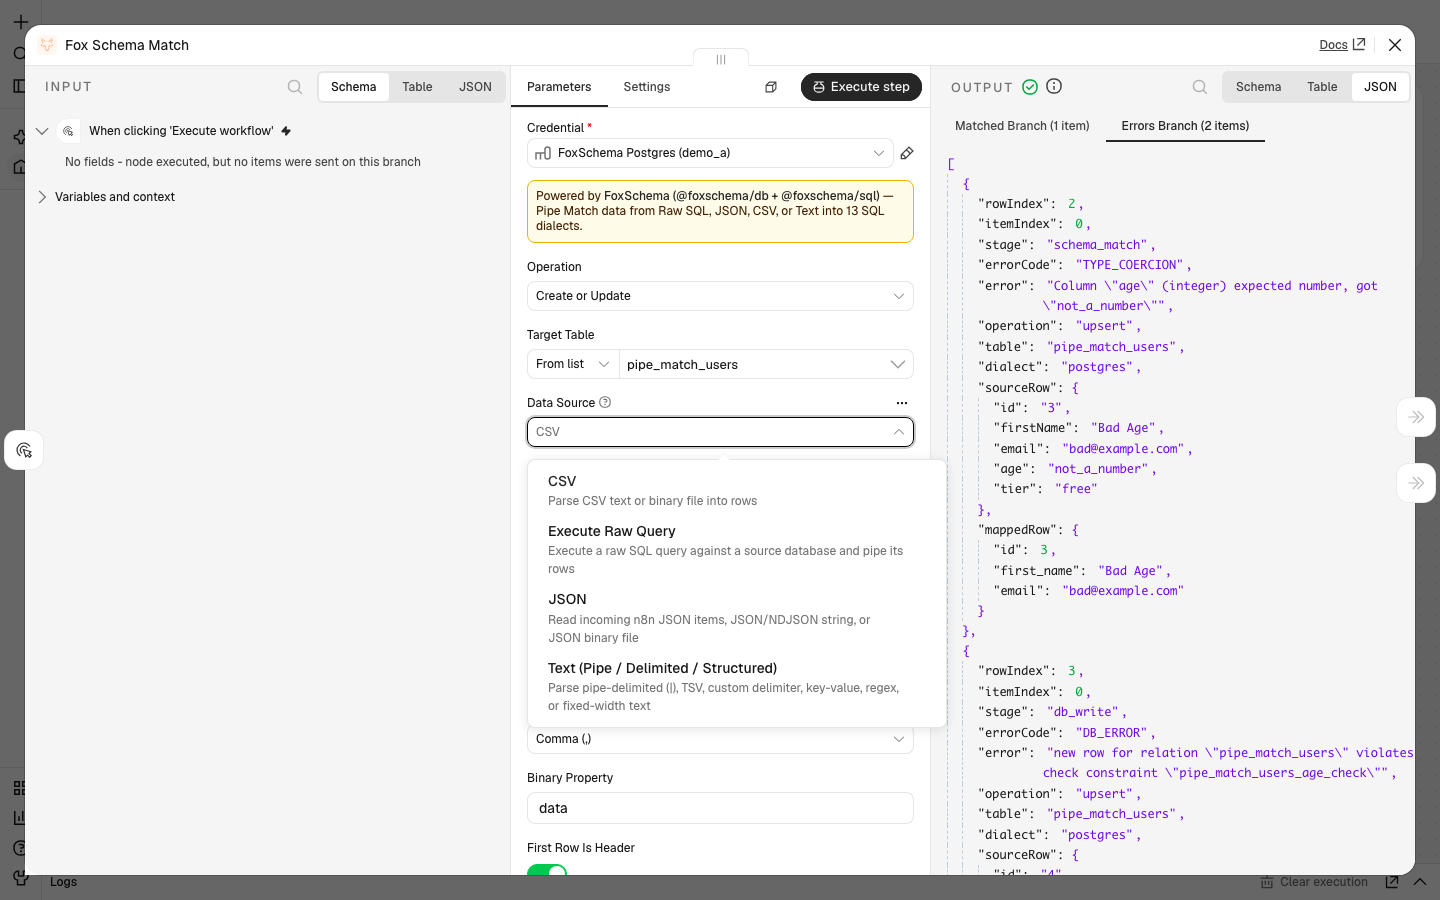 Fox Schema Match
Docs
INPUT
Schema
Table
JSON
When clicking 'Execute workflow'
No fields - node executed, but no items were sent on this branch
Variables and context
Parameters
Settings
Execute step
Credential *
FoxSchema Postgres (demo_a)
Powered by FoxSchema (@foxschema/db + @foxschema/sql) —
Pipe Match data from Raw SQL, JSON, CSV, or Text into 13 SQL
dialects.
Operation
Create or Update
Target Table
From list
pipe_match_users
Data Source
CSV
CSV
Parse CSV text or binary file into rows
Execute Raw Query
Execute a raw SQL query against a source database and pipe its
rows
JSON
Read incoming n8n JSON items, JSON/NDJSON string, or
JSON binary file
Text (Pipe / Delimited / Structured)
Parse pipe-delimited (|), TSV, custom delimiter, key-value, regex,
or fixed-width text
Comma (,)
Binary Property
data
First Row Is Header
OUTPUT
Schema
Table
JSON
Matched Branch (1 item)
Errors Branch (2 items)
[
{
"rowIndex": 2,
"itemIndex": 0,
"stage": "schema_match",
"errorCode": "TYPE_COERCION",
"error": "Column \"age\" (integer) expected number, got
\"not_a_number\"",
"operation": "upsert",
"table": "pipe_match_users",
"dialect": "postgres",
"sourceRow": {
"id": "3",
"firstName": "Bad Age",
"email": "bad@example.com",
"age": "not_a_number",
"tier": "free"
},
"mappedRow": {
"id": 3,
"first_name": "Bad Age",
"email": "bad@example.com"
}
},
{
"rowIndex": 3,
"itemIndex": 0,
"stage": "db_write",
"errorCode": "DB_ERROR",
"error": "new row for relation \"pipe_match_users\" violates
check constraint \"pipe_match_users_age_check\"",
"operation": "upsert",
"table": "pipe_match_users",
"dialect": "postgres",
"sourceRow": {
"id": "4"
Logs
Clear execution